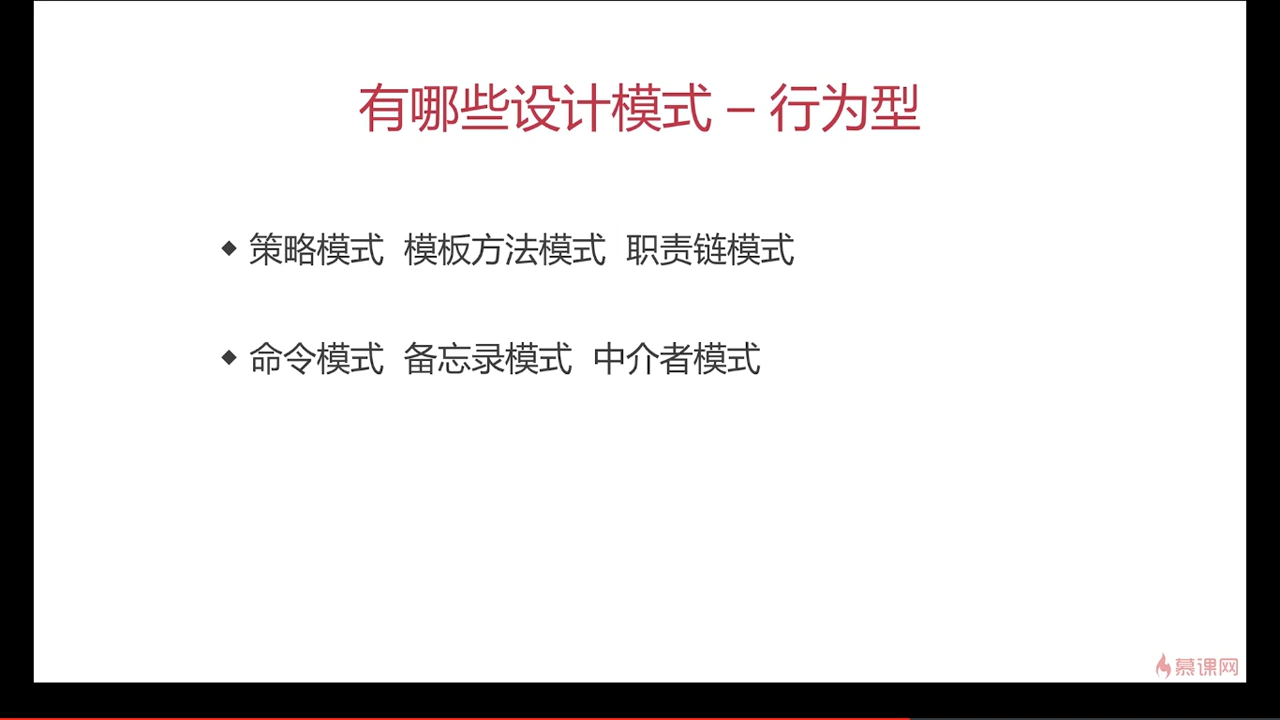 有哪些设计模式 – 行为型
◆ 策略模式 模板方法模式 职责链模式
◆ 命令模式 备忘录模式 中介者模式
慕课网